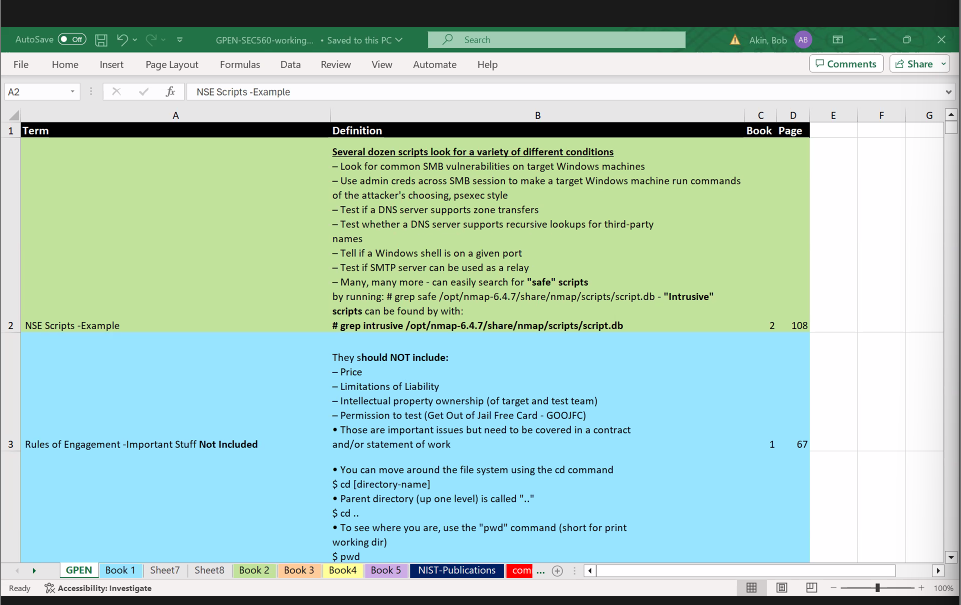 AutoSave Off GPEN-SEC560-working... • Saved to this PC Search Akin, Bob AB
File Home Insert Page Layout Formulas Data Review View Automate Help Comments Share
A2 fx NSE Scripts -Example
A B C D E F G
1 Term Definition Book Page
Several dozen scripts look for a variety of different conditions
– Look for common SMB vulnerabilities on target Windows machines
– Use admin creds across SMB session to make a target Windows machine run commands
of the attacker's choosing, psexec style
– Test if a DNS server supports zone transfers
– Test whether a DNS server supports recursive lookups for third-party
names
– Tell if a Windows shell is on a given port
– Test if SMTP server can be used as a relay
– Many, many more - can easily search for "safe" scripts
by running: # grep safe /opt/nmap-6.4.7/share/nmap/scripts/script.db - "Intrusive"
scripts can be found by with:
2 NSE Scripts -Example # grep intrusive /opt/nmap-6.4.7/share/nmap/scripts/script.db 2 108
They should NOT include:
– Price
– Limitations of Liability
– Intellectual property ownership (of target and test team)
– Permission to test (Get Out of Jail Free Card - GOOJFC)
• Those are important issues but need to be covered in a contract
3 Rules of Engagement -Important Stuff Not Included and/or statement of work 1 67
• You can move around the file system using the cd command
$ cd [directory-name]
• Parent directory (up one level) is called ".."
$ cd ..
• To see where you are, use the "pwd" command (short for print
working dir)
$ pwd
GPEN Book 1 Sheet7 Sheet8 Book 2 Book 3 Book4 Book 5 NIST-Publications com ...
Ready Accessibility: Investigate 100%